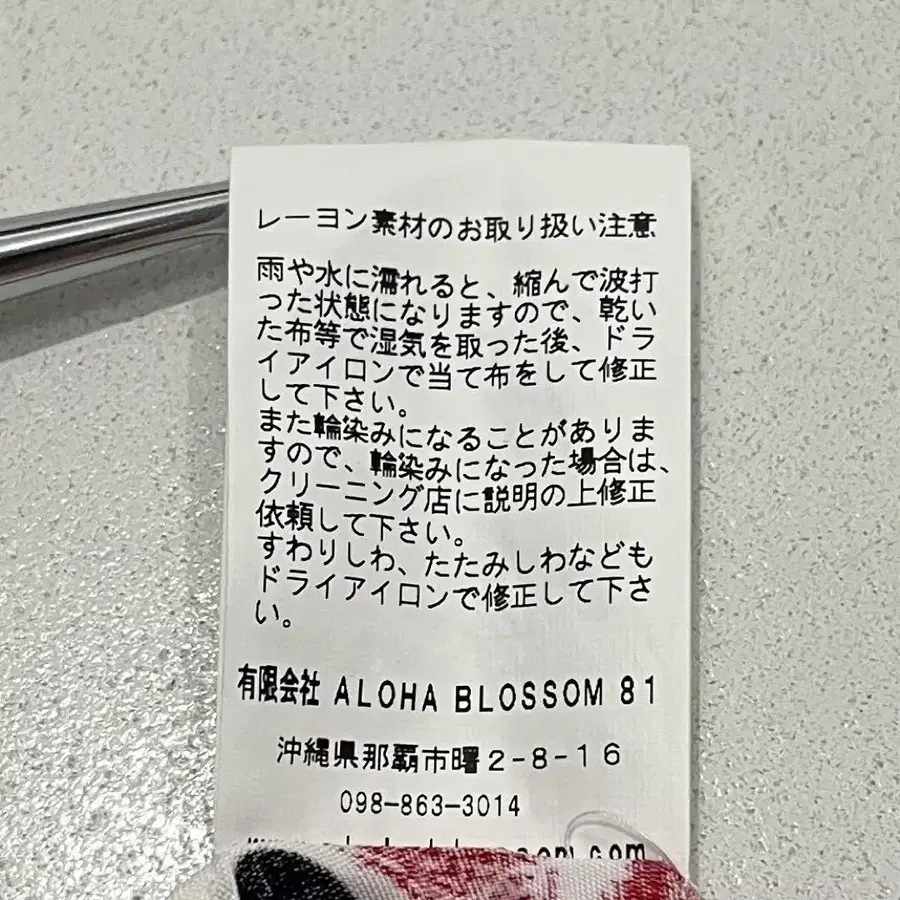 レーヨン素材のお取り扱い注意
雨や水に濡れると、縮んで波打
った状態になりますので、乾い
た布等で湿気を取った後、ドラ
イアイロンで当て布をして修正
して下さい。
また輪染みになることがありま
すので、輪染みになった場合は、
クリーニング店に説明の上修正
依頼して下さい。
すわりしわ、たたみしわなども
ドライアイロンで修正して下さ
い。
有限会社 ALOHA BLOSSOM 81
沖縄県那覇市曙2-8-16
098-863-3014